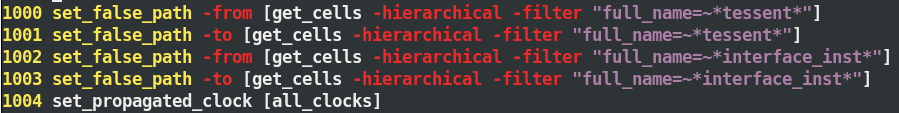 1000 set_false_path -from [get_cells -hierarchical -filter "full_name=~*tessent*"]
1001 set_false_path -to [get_cells -hierarchical -filter "full_name=~*tessent*"]
1002 set_false_path -from [get_cells -hierarchical -filter "full_name=~*interface_inst*"]
1003 set_false_path -to [get_cells -hierarchical -filter "full_name=~*interface_inst*"]
1004 set_propagated_clock [all_clocks]